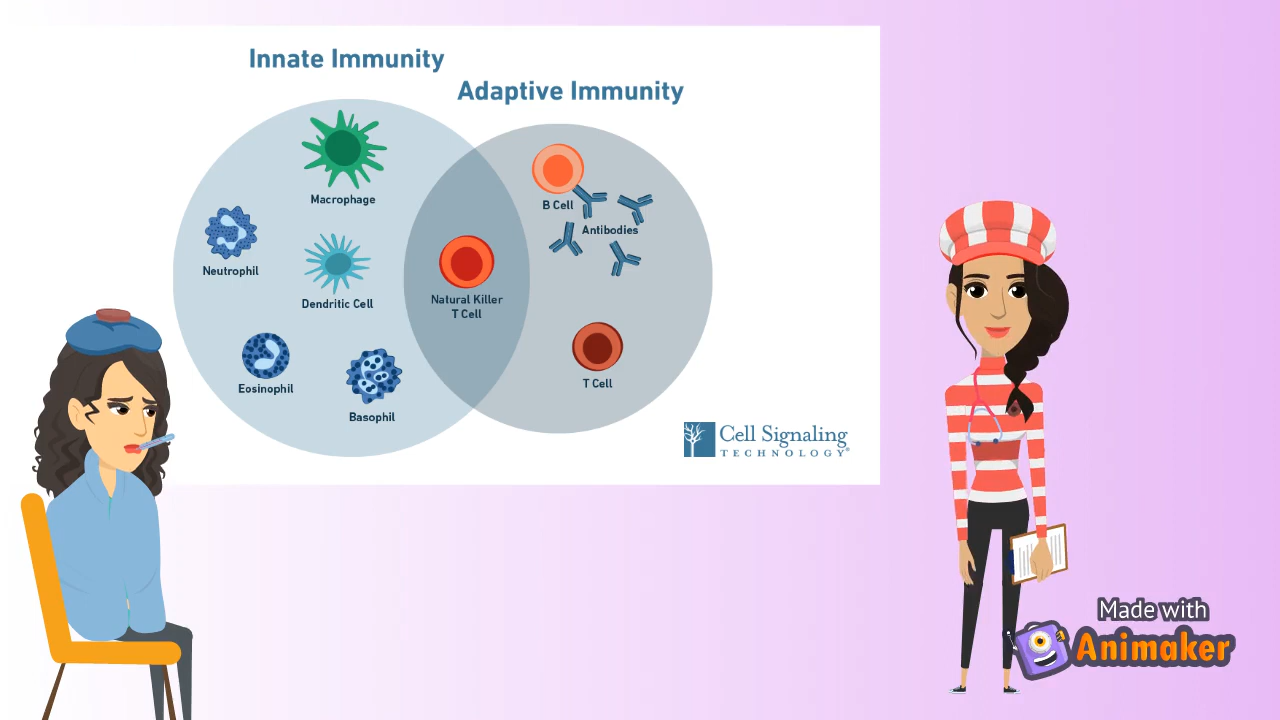 Innate Immunity
Adaptive Immunity
Macrophage
B Cell
Antibodies
Neutrophil
Dendritic Cell
Natural Killer
T Cell
Eosinophil
T Cell
Basophil
Cell Signaling
TECHNOLOGY®
Made with
Animaker